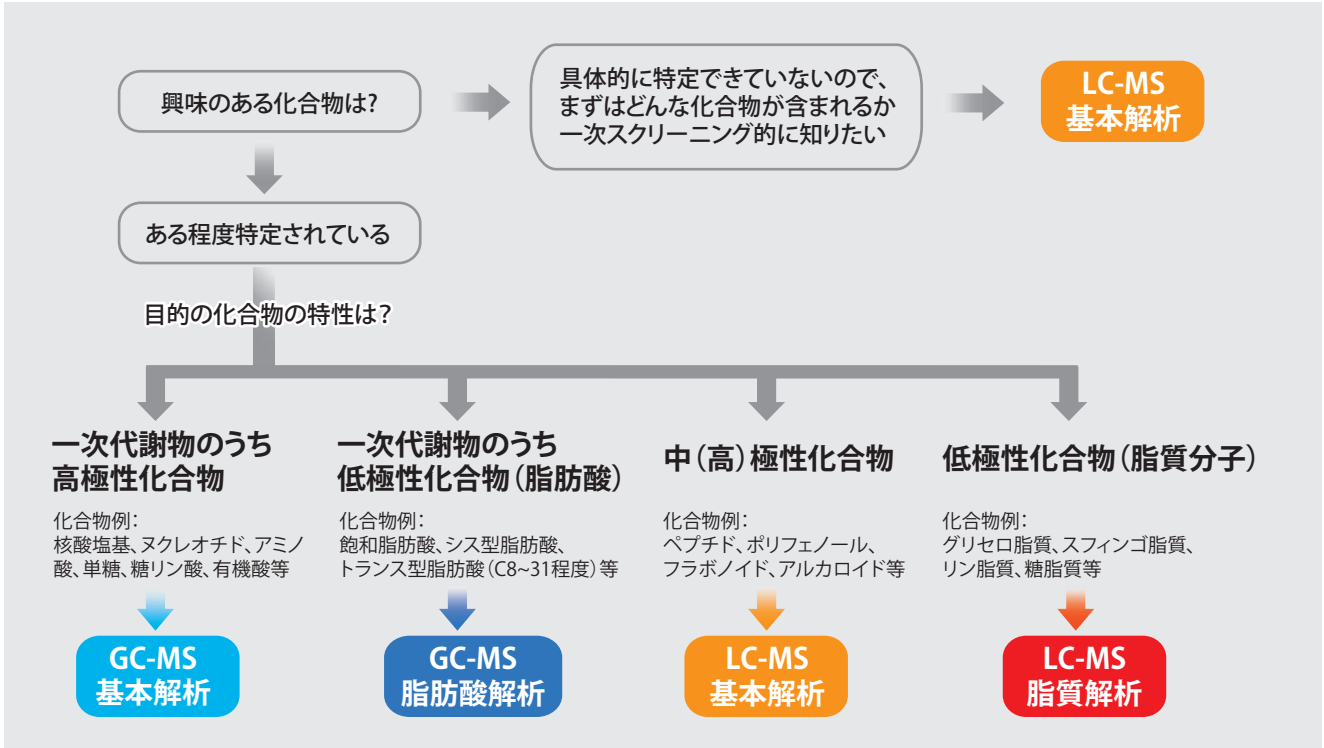 興味のある化合物は?
具体的に特定できていないので、
まずはどんな化合物が含まれるか
一次スクリーニング的に知りたい
LC-MS
基本解析
ある程度特定されている
目的の化合物の特性は？
一次代謝物のうち
高極性化合物
化合物例：
核酸塩基、ヌクレオチド、アミノ
酸、単糖、糖リン酸、有機酸等
GC-MS
基本解析
一次代謝物のうち
低極性化合物（脂肪酸）
化合物例：
飽和脂肪酸、シス型脂肪酸、
トランス型脂肪酸（C8~31程度）等
GC-MS
脂肪酸解析
中（高）極性化合物
化合物例：
ペプチド、ポリフェノール、
フラボノイド、アルカロイド等
LC-MS
基本解析
低極性化合物（脂質分子）
化合物例：
グリセロ脂質、スフィンゴ脂質、
リン脂質、糖脂質等
LC-MS
脂質解析